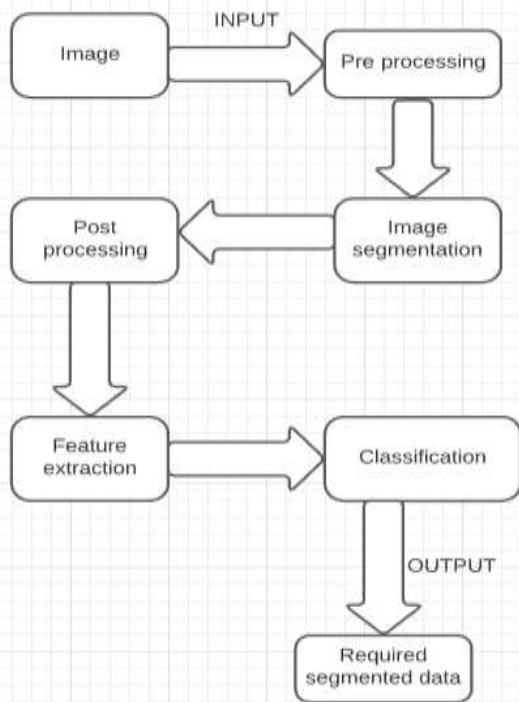 INPUT
Image
Pre processing
Image
segmentation
Post
processing
Feature
extraction
Classification
OUTPUT
Required
segmented data